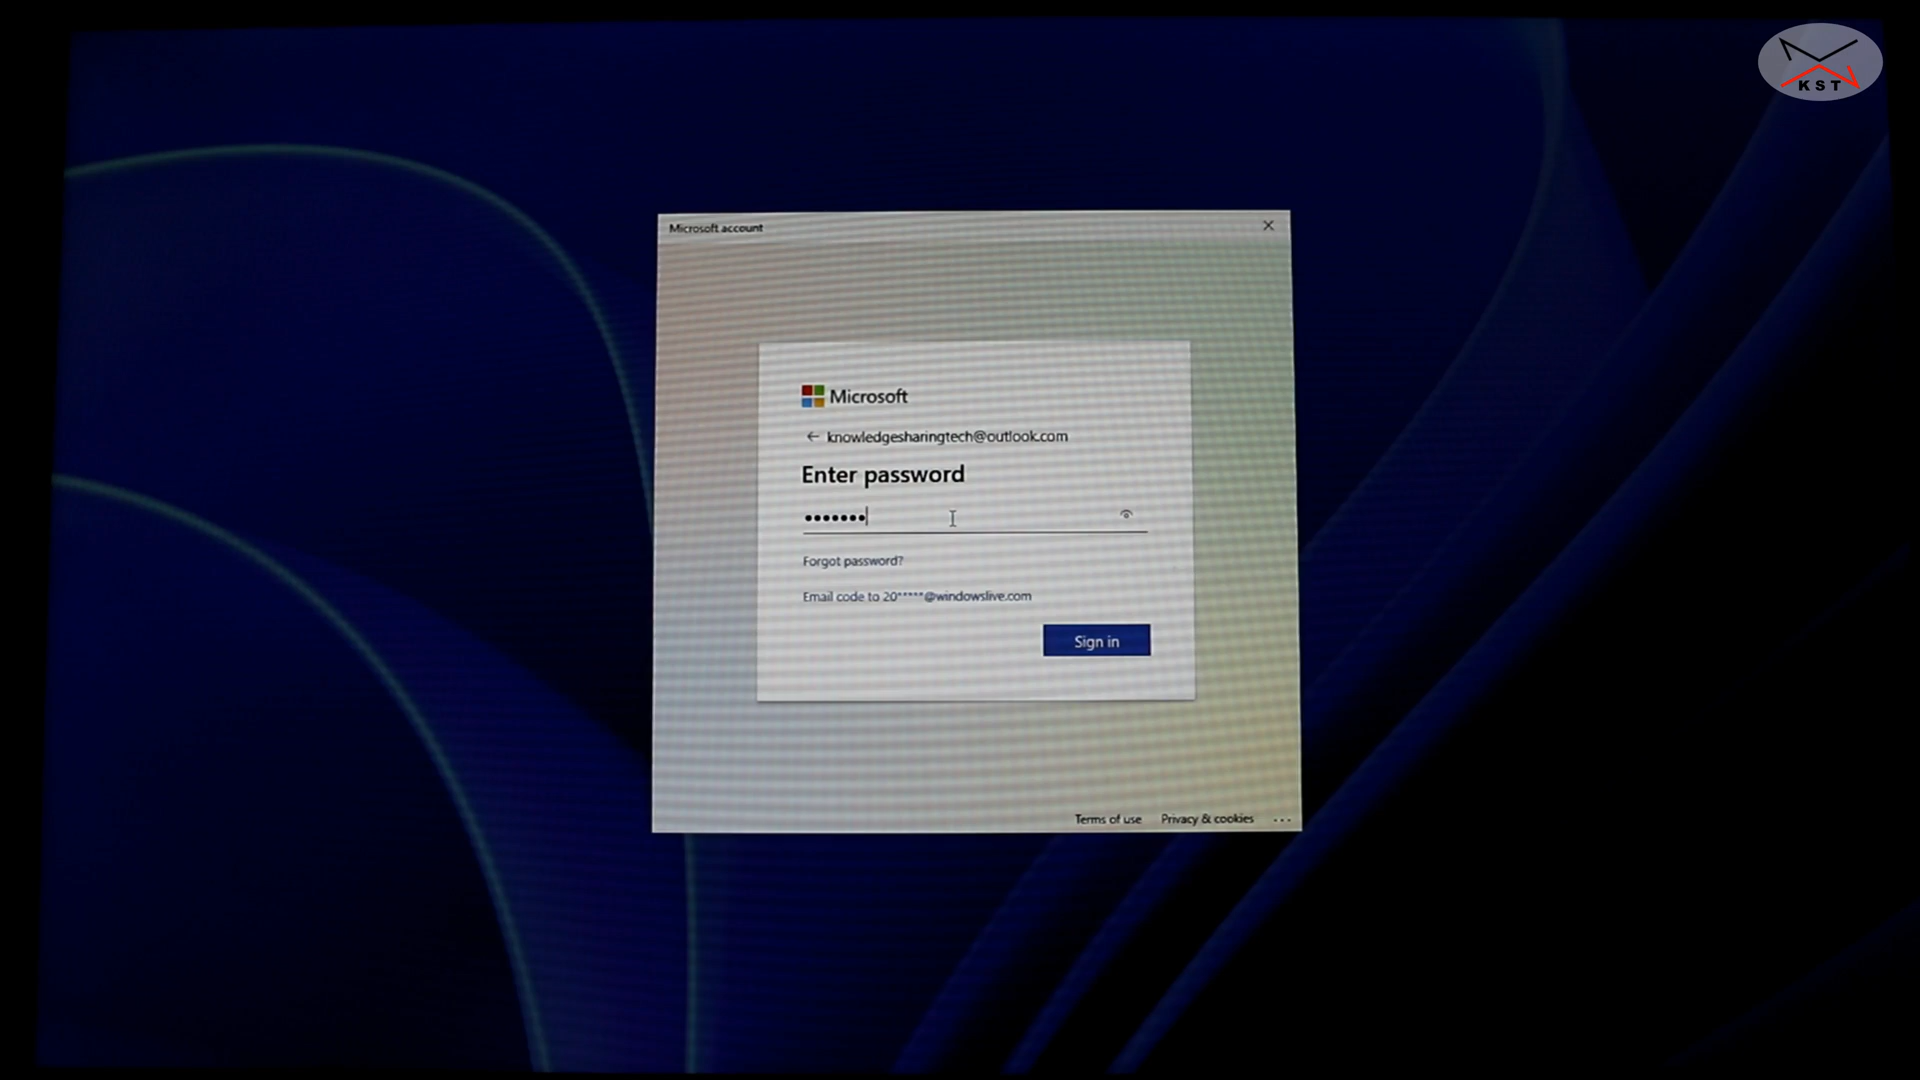 KST
Microsoft account
Microsoft
knowledgesharingtech@outlook.com
Enter password
•••••••
Forgot password?
Email code to 20*****@windowslive.com
Sign in
Terms of use Privacy & cookies ...